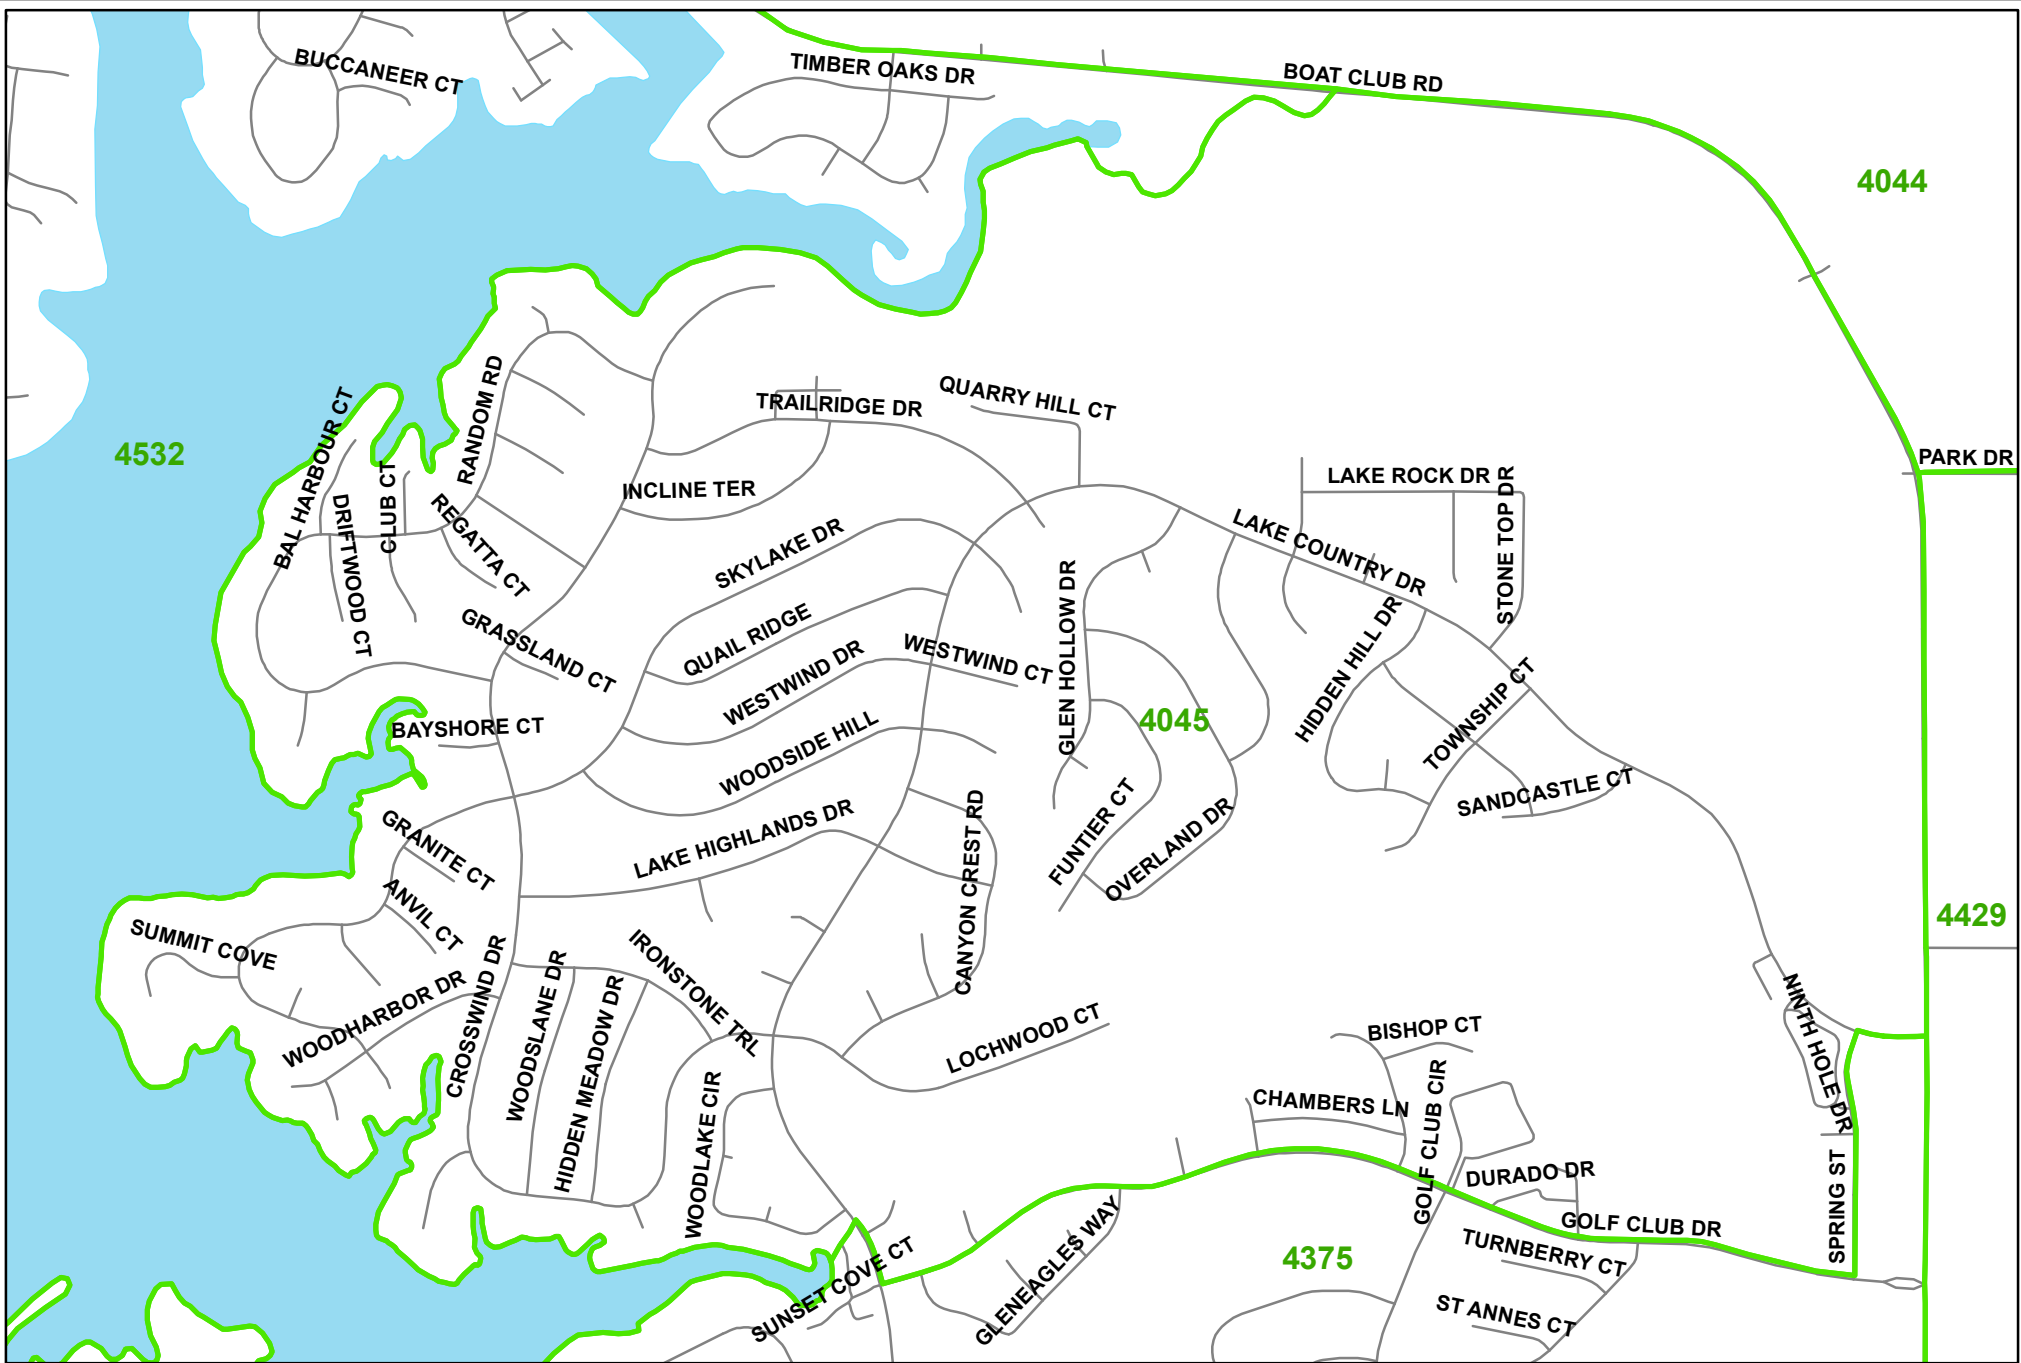 BUCCANEER CT
TIMBER OAKS DR
BOAT CLUB RD
4044
PARK DR
4532
RANDOM RD
BAL HARBOUR CT
CLUB CT
DRIFTWOOD CT
REGATTA CT
TRAILRIDGE DR
QUARRY HILL CT
INCLINE TER
SKYLAKE DR
LAKE ROCK DR
STONE TOP DR
LAKE COUNTRY DR
GRASSLAND CT
QUAIL RIDGE
WESTWIND DR
WESTWIND CT
GLEN HOLLOW DR
HIDDEN HILL DR
TOWNSHIP CT
4045
BAYSHORE CT
WOODSIDE HILL
SANDCASTLE CT
GRANITE CT
LAKE HIGHLANDS DR
CANYON CREST RD
FUNTIER CT
OVERLAND DR
ANVIL CT
4429
SUMMIT COVE
WOODHARBOR DR
CROSSWIND DR
WOODSLANE DR
HIDDEN MEADOW DR
IRONSTONE TRL
LOCHWOOD CT
NINTH HOLE DR
BISHOP CT
WOODLAKE CIR
CHAMBERS LN
GOLF CLUB CIR
DURADO DR
GOLF CLUB DR
SPRING ST
SUNSET COVE CT
GLENEAGLES WAY
4375
TURNBERRY CT
ST ANNES CT